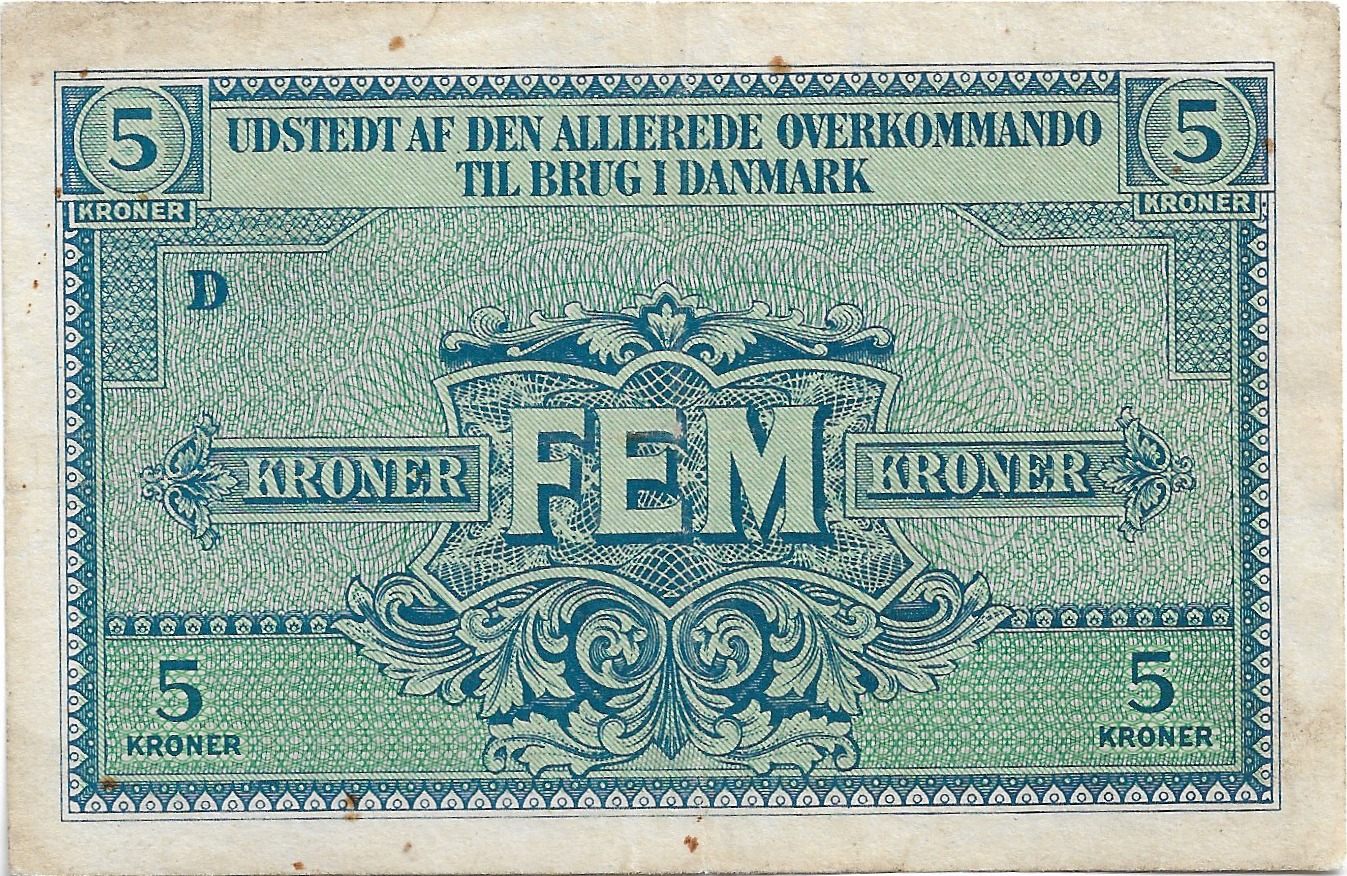 5
5
UDSTEDT AF DEN ALLIEREDE OVERKOMMANDO
TIL BRUG I DANMARK
KRONER
KRONER
D
KRONER
FEM
KRONER
5
KRONER
5
KRONER